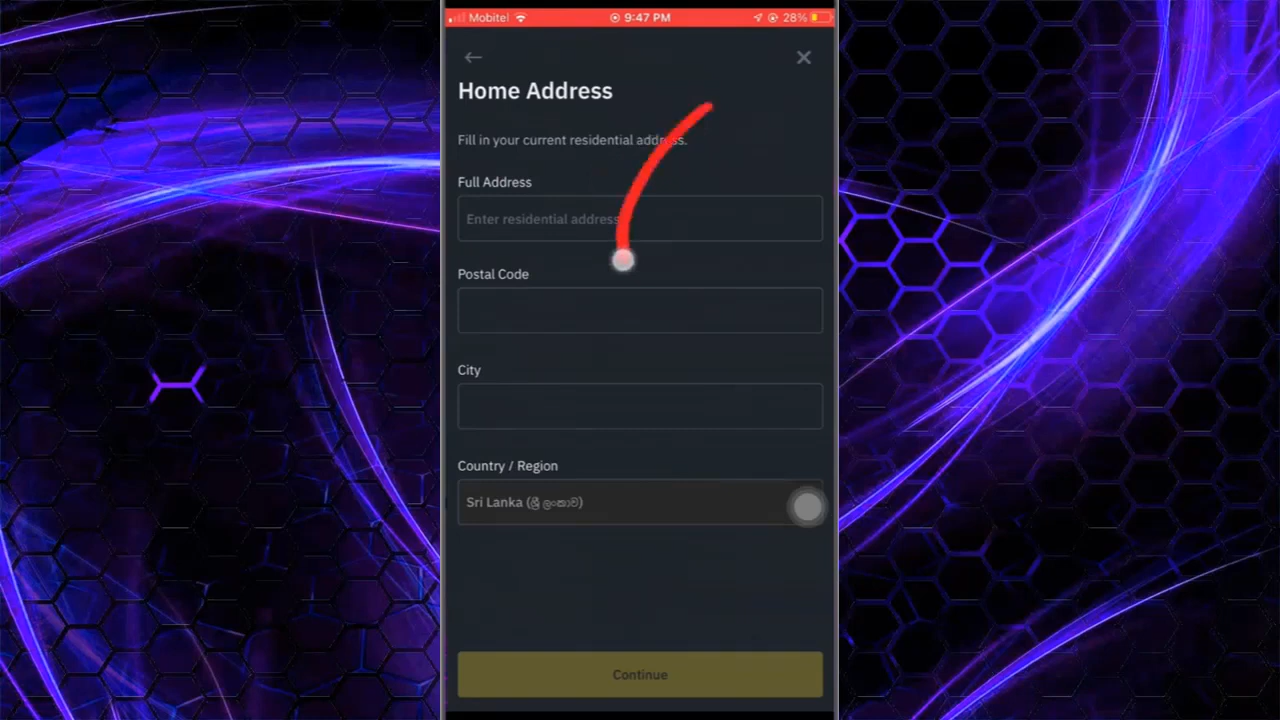 Mobitel 9:47 PM 28%
Home Address
Fill in your current residential address.
Full Address
Enter residential address
Postal Code
City
Country / Region
Sri Lanka (ශ්‍රී ලංකාව)
Continue